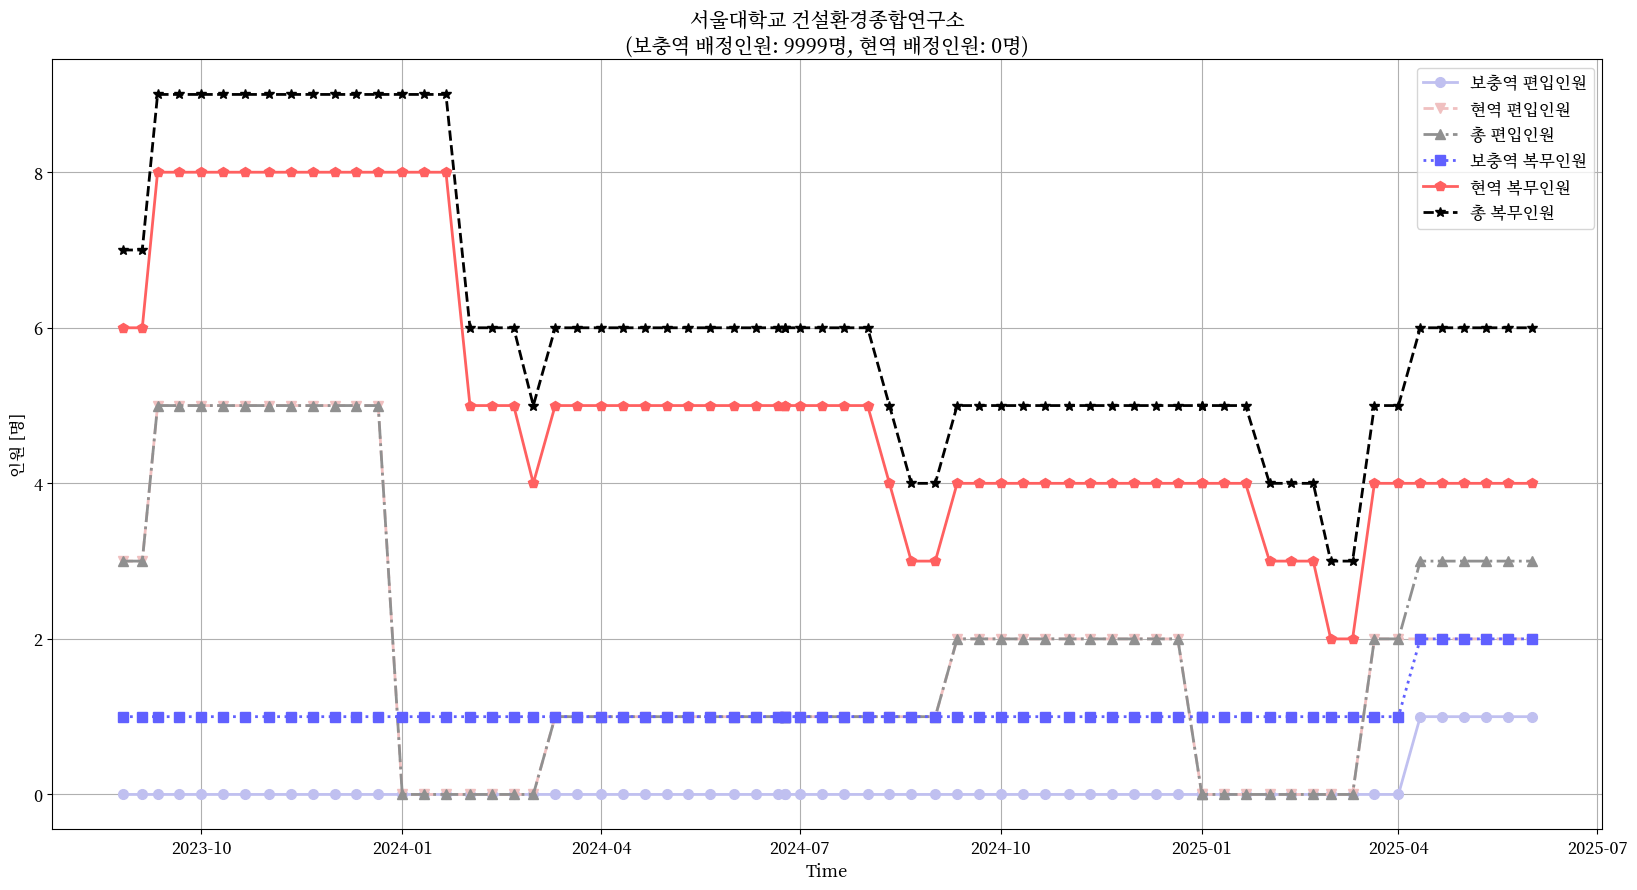 서울대학교 건설환경종합연구소
(보충역 배정인원: 9999명, 현역 배정인원: 0명)
보충역 편입인원
현역 편입인원
총 편입인원
보충역 복무인원
현역 복무인원
총 복무인원
8
6
4
2
0
인원 [명]
2023-10
2024-01
2024-04
2024-07
2024-10
2025-01
2025-04
2025-07
Time